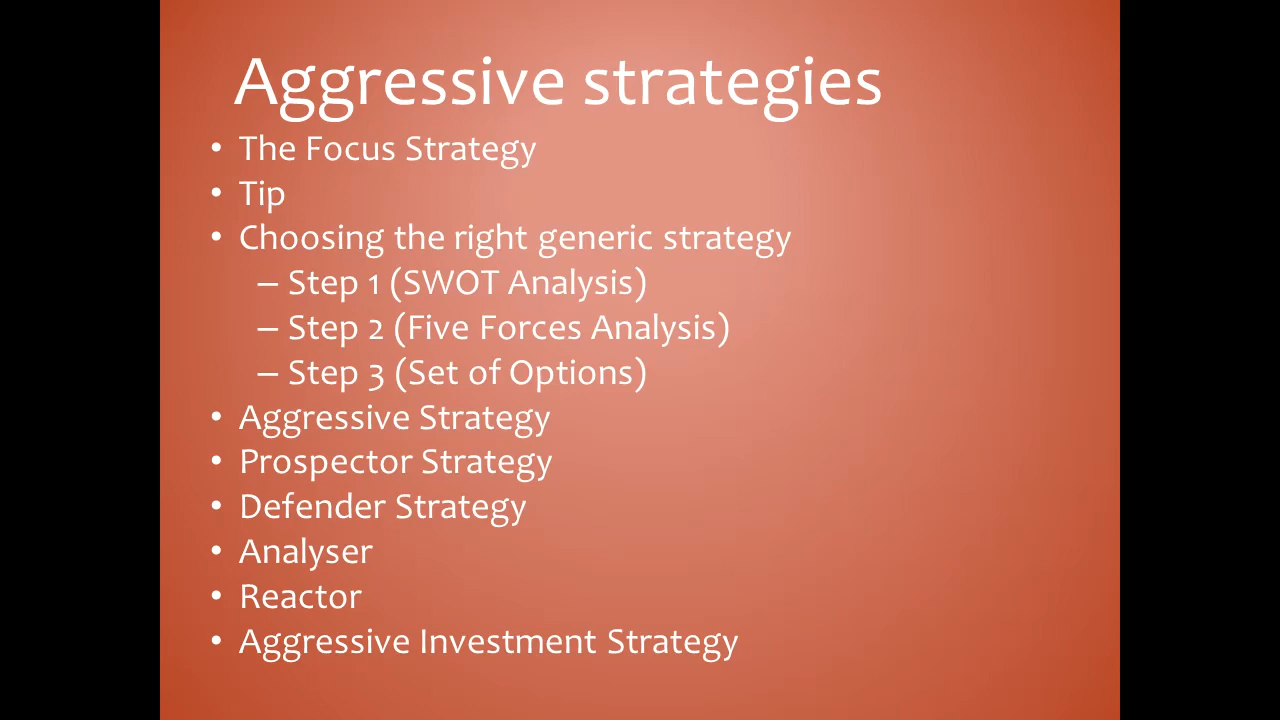 Aggressive strategies
• The Focus Strategy
• Tip
• Choosing the right generic strategy
– Step 1 (SWOT Analysis)
– Step 2 (Five Forces Analysis)
– Step 3 (Set of Options)
• Aggressive Strategy
• Prospector Strategy
• Defender Strategy
• Analyser
• Reactor
• Aggressive Investment Strategy